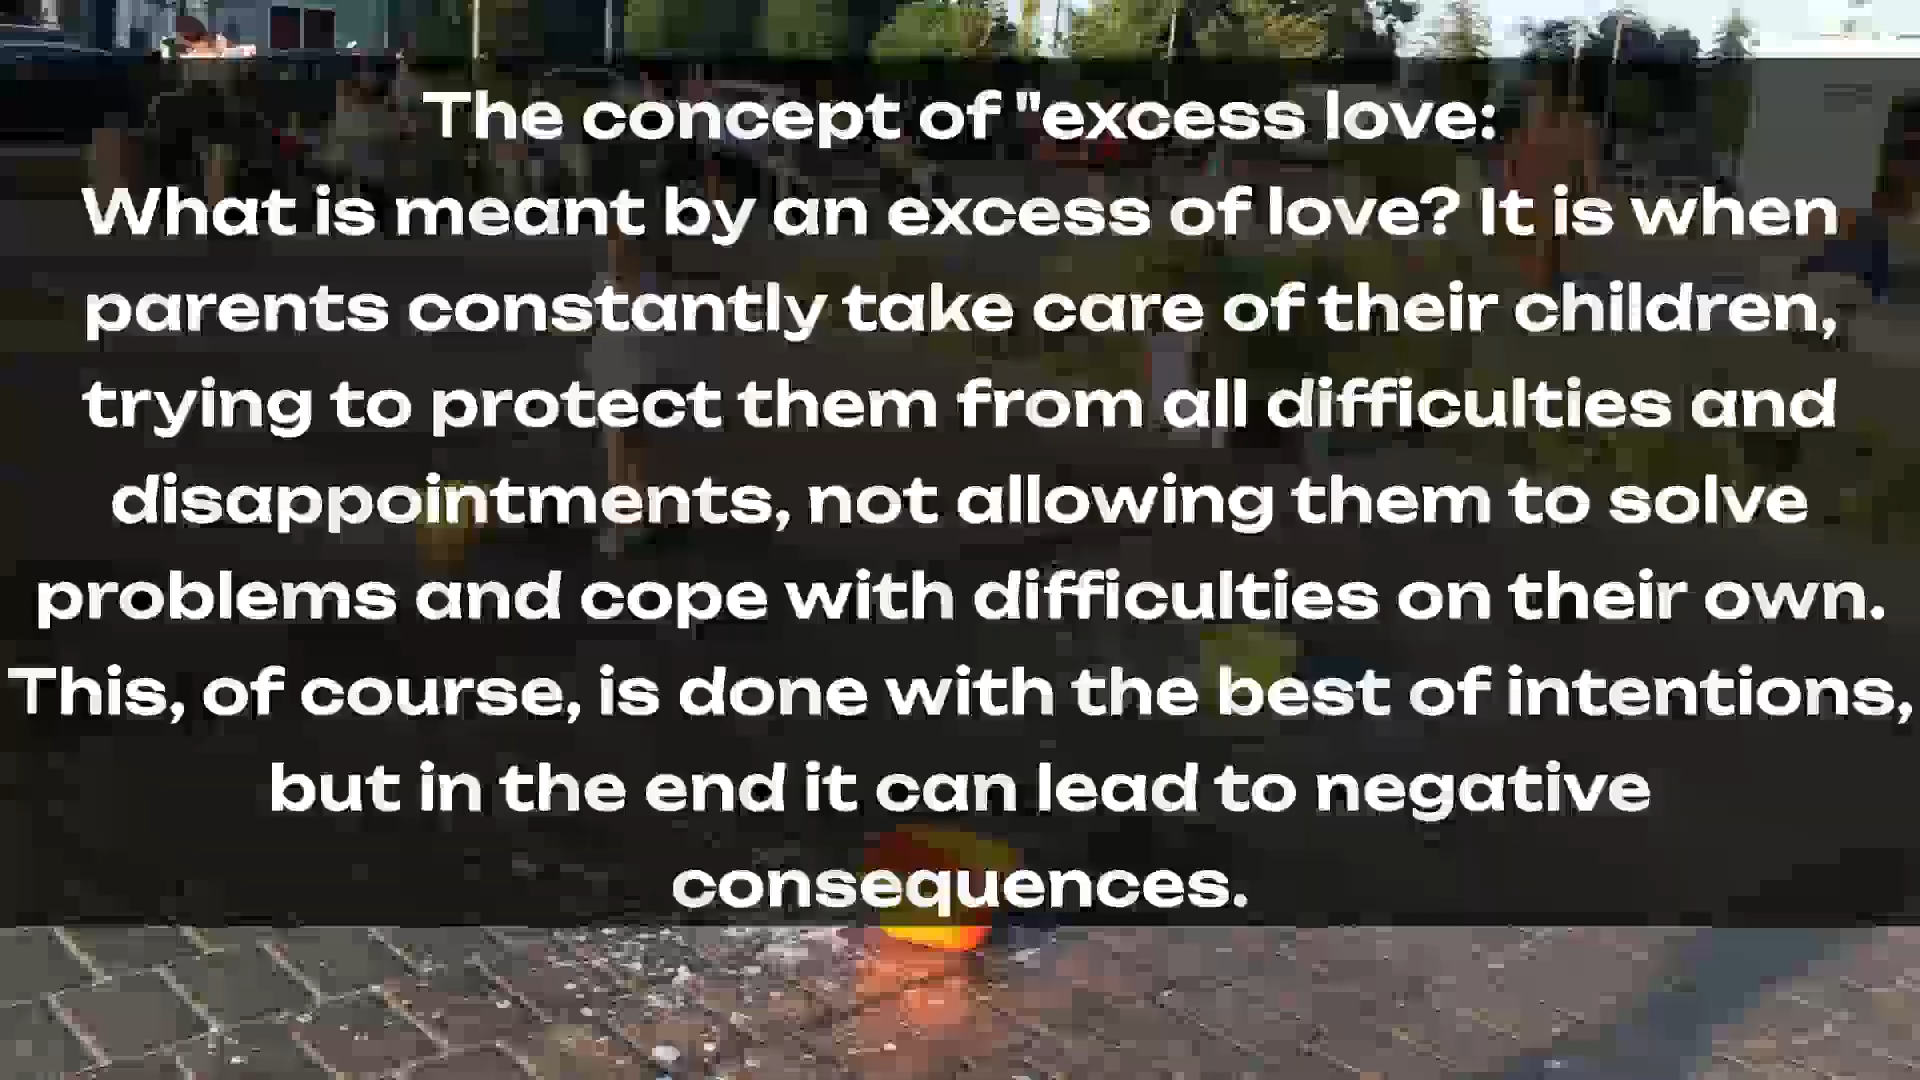 The concept of "excess love:
What is meant by an excess of love? It is when
parents constantly take care of their children,
trying to protect them from all difficulties and
disappointments, not allowing them to solve
problems and cope with difficulties on their own.
This, of course, is done with the best of intentions,
but in the end it can lead to negative
consequences.